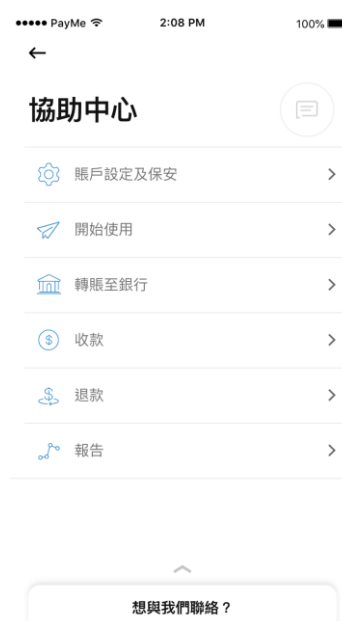 PayMe 2:08 PM 100%
協助中心
賬戶設定及保安
開始使用
轉賬至銀行
收款
退款
報告
想與我們聯絡？